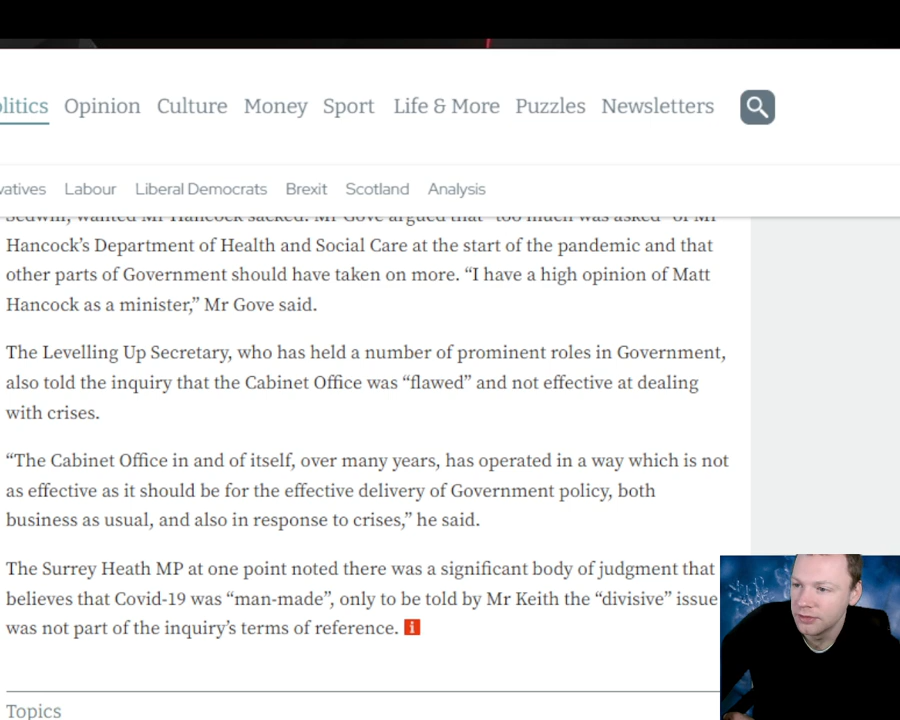 olitics Opinion Culture Money Sport Life & More Puzzles Newsletters
vatives Labour Liberal Democrats Brexit Scotland Analysis
Sedwill, wanted Mr Hancock sacked. Mr Gove argued that “too much was asked” of Mr
Hancock’s Department of Health and Social Care at the start of the pandemic and that
other parts of Government should have taken on more. “I have a high opinion of Matt
Hancock as a minister,” Mr Gove said.
The Levelling Up Secretary, who has held a number of prominent roles in Government,
also told the inquiry that the Cabinet Office was “flawed” and not effective at dealing
with crises.
“The Cabinet Office in and of itself, over many years, has operated in a way which is not
as effective as it should be for the effective delivery of Government policy, both
business as usual, and also in response to crises,” he said.
The Surrey Heath MP at one point noted there was a significant body of judgment that
believes that Covid-19 was “man-made”, only to be told by Mr Keith the “divisive” issue
was not part of the inquiry’s terms of reference. i
Topics